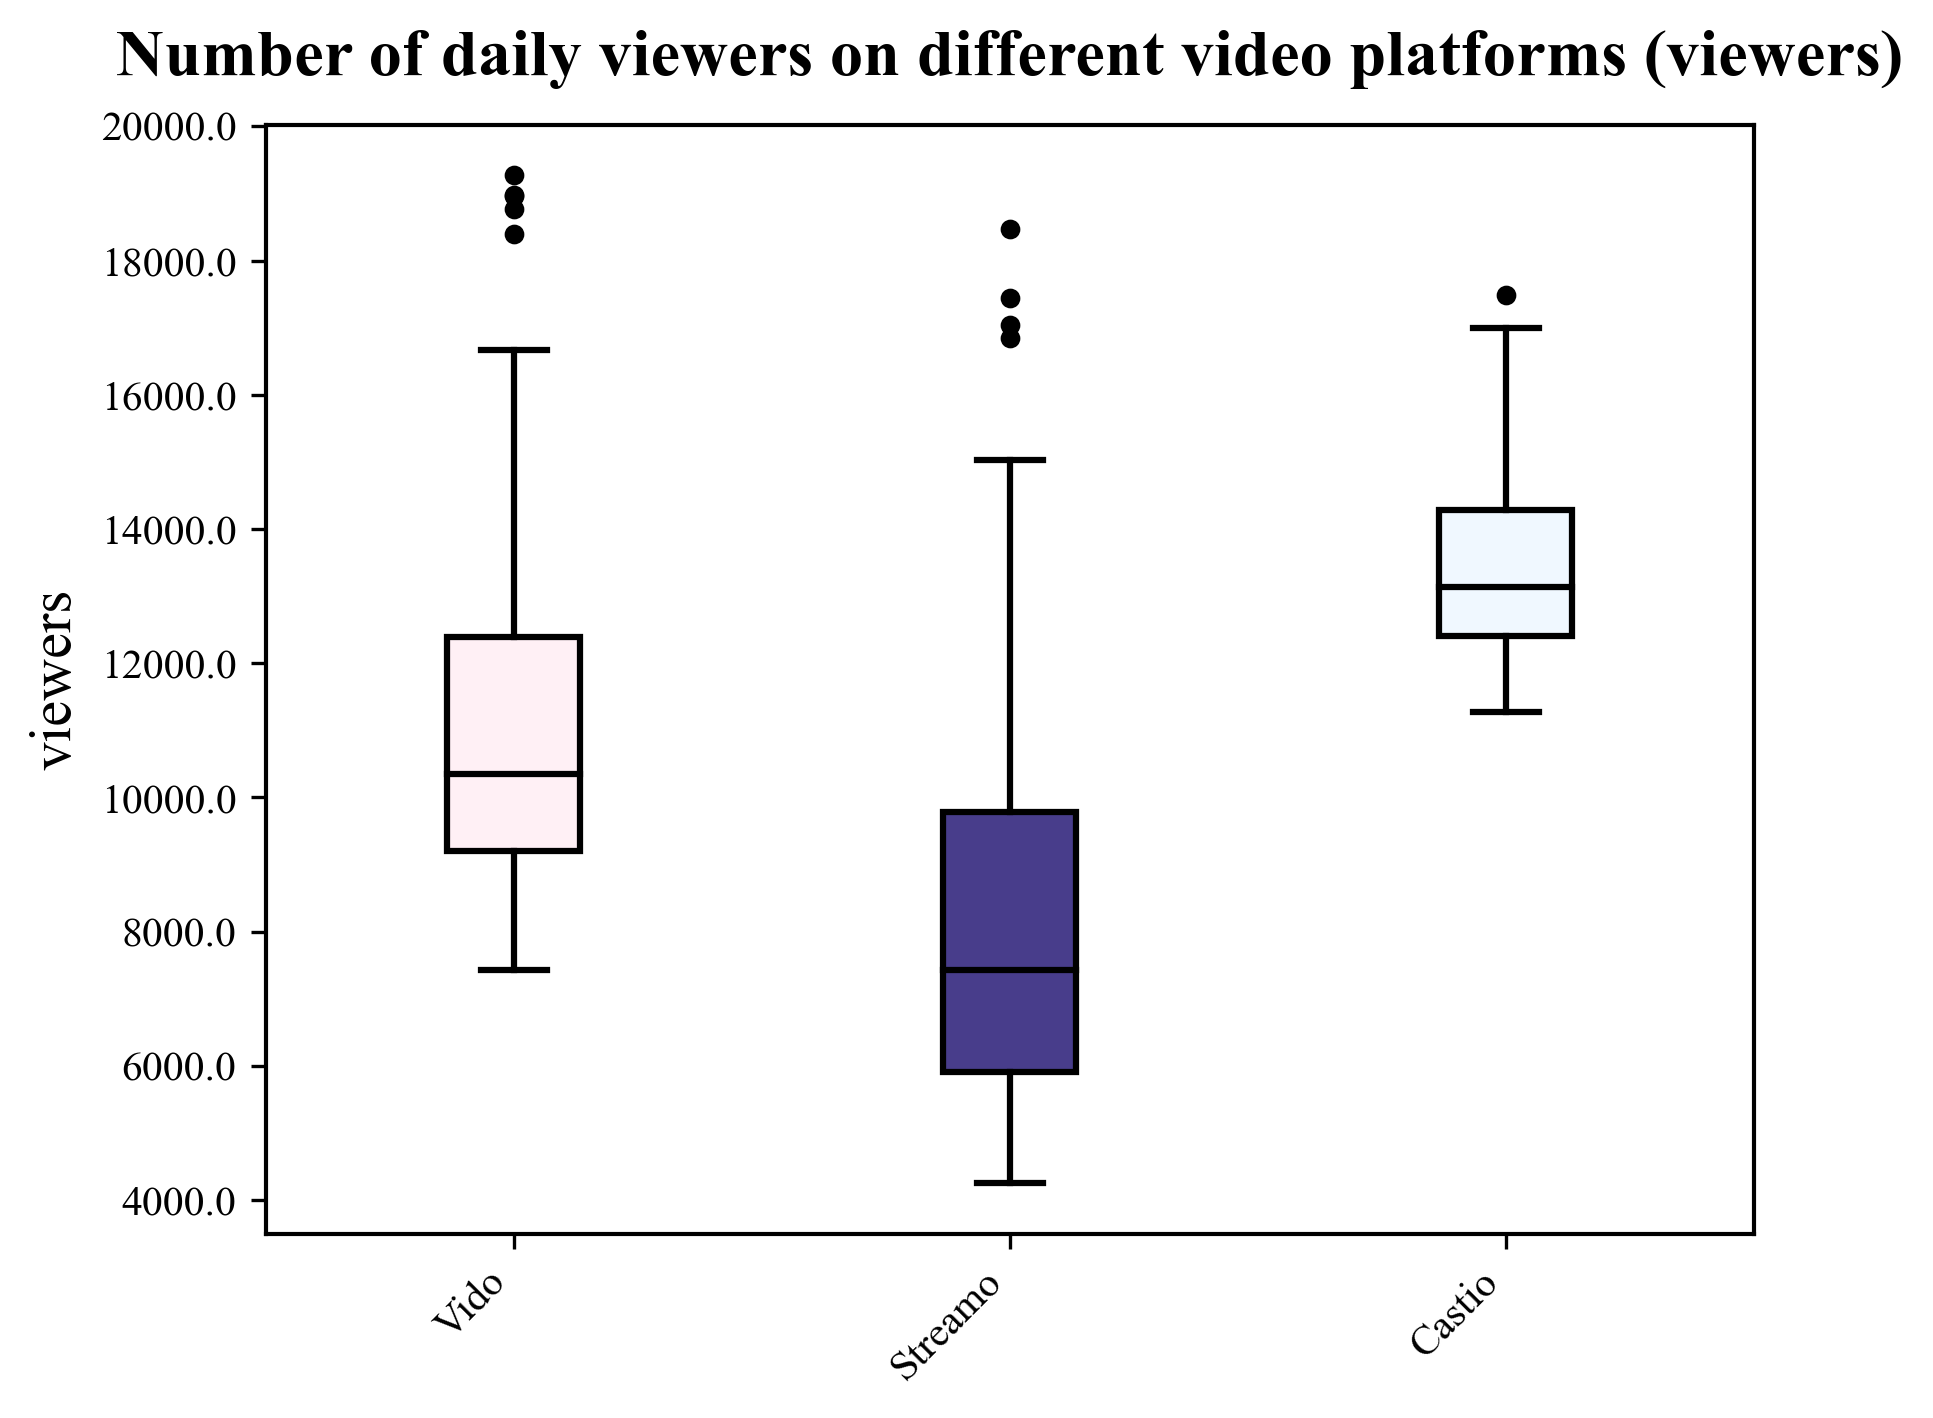 Number of daily viewers on different video platforms (viewers)
20000.0
18000.0
16000.0
14000.0
12000.0
10000.0
8000.0
6000.0
4000.0
viewers
Vido
Streamo
Castio